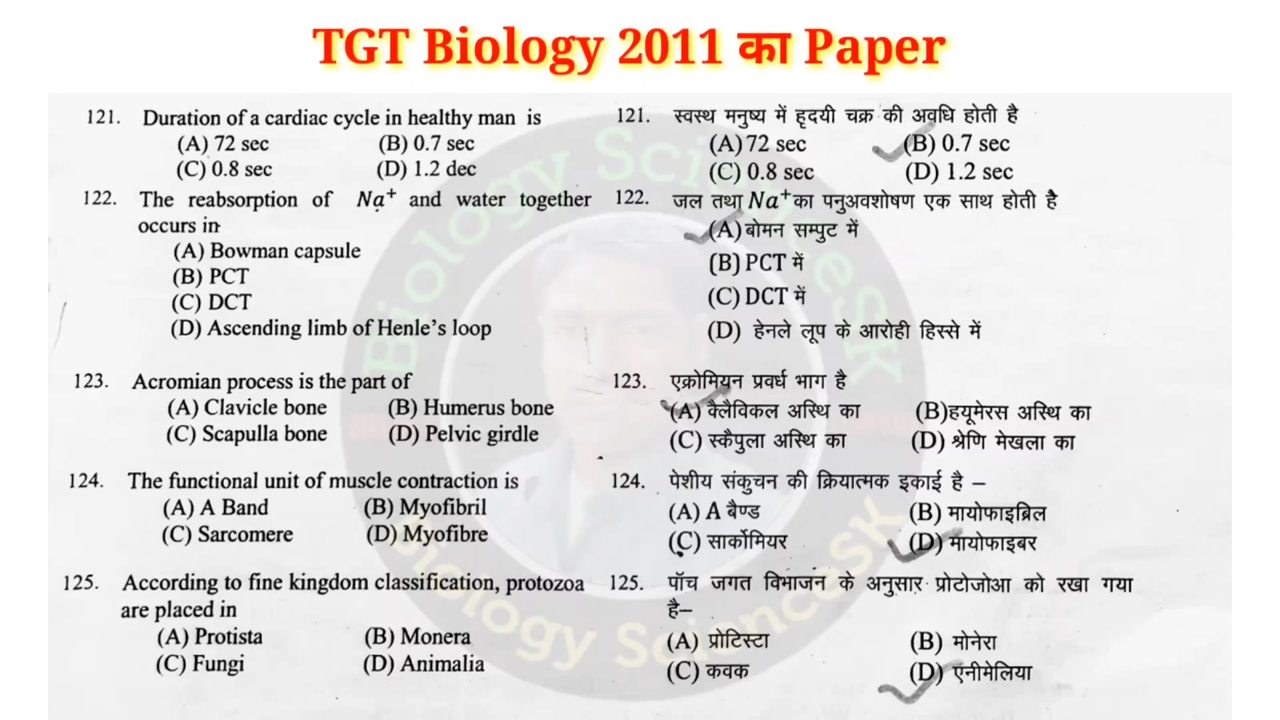 TGT Biology 2011 का Paper
121. Duration of a cardiac cycle in healthy man is
(A) 72 sec (B) 0.7 sec
(C) 0.8 sec (D) 1.2 dec
122. The reabsorption of Na⁺ and water together
occurs in
(A) Bowman capsule
(B) PCT
(C) DCT
(D) Ascending limb of Henle's loop
123. Acromian process is the part of
(A) Clavicle bone (B) Humerus bone
(C) Scapulla bone (D) Pelvic girdle
124. The functional unit of muscle contraction is
(A) A Band (B) Myofibril
(C) Sarcomere (D) Myofibre
125. According to fine kingdom classification, protozoa
are placed in
(A) Protista (B) Monera
(C) Fungi (D) Animalia
121. स्वस्थ मनुष्य में हृदयी चक्र की अवधि होती है
(A) 72 sec (B) 0.7 sec
(C) 0.8 sec (D) 1.2 sec
122. जल तथा Na⁺ का पनुअवशोषण एक साथ होती है
(A) बोमन सम्पुट में
(B) PCT में
(C) DCT में
(D) हेनले लूप के आरोही हिस्से में
123. एक्रोमियन प्रवर्ध भाग है
(A) क्लैविकल अस्थि का (B)हयूमेरस अस्थि का
(C) स्कैपुला अस्थि का (D) श्रेणि मेखला का
124. पेशीय संकुचन की क्रियात्मक इकाई है –
(A) A बैण्ड (B) मायोफाइब्रिल
(C) सार्कोमियर (D) मायोफाइबर
125. पॉच जगत विभाजन के अनुसार प्रोटोजोआ को रखा गया
है–
(A) प्रोटिस्टा (B) मोनेरा
(C) कवक (D) एनीमेलिया
Biology ScienceSK
Biology ScienceSK